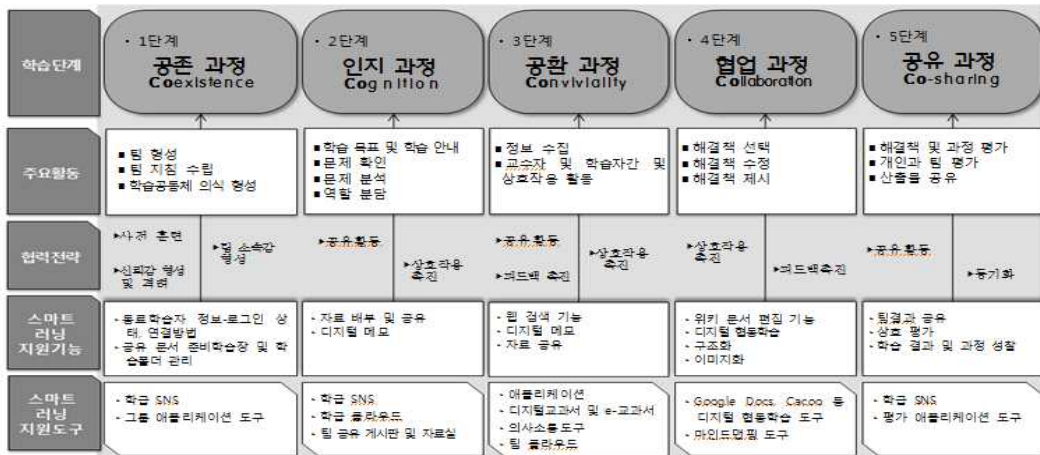 학습단계
· 1단계
공존 과정
Coexistence
· 2단계
인지 과정
Cognition
· 3단계
공환 과정
Conviviality
· 4단계
협업 과정
Collaboration
· 5단계
공유 과정
Co-sharing
주요활동
■ 팀 형성
■ 팀 지침 수립
■ 학습공동체 의식 형성
■ 학습 목표 및 학습 안내
■ 문제 확인
■ 문제 분석
■ 역할 분담
■ 정보 수집
■ 교수자 및 학습자간 및
상호작용 활동
■ 해결책 선택
■ 해결책 수정
■ 해결책 제시
■ 해결책 및 과정 평가
■ 개인과 팀 평가
■ 산출물 공유
협력전략
➤사전 훈련
➤신뢰감 형성
및 격려
➤팀 소속감
형성
➤공유활동
➤상호작용
촉진
➤공유활동
➤피드백 촉진
➤상호작용
촉진
➤상호작용
촉진
➤피드백촉진
➤공유활동
➤동기화
스마트
러닝
지원기능
- 동료학습자 정보-로그인 상
태, 연결방법
- 공유 문서 준비학습장 및 학
습폴더 관리
- 자료 배부 및 공유
- 디지털 메모
- 웹 검색 기능
- 디지털 메모
- 자료 공유
- 위키 문서 편집 기능
- 디지털 협동학습
- 구조화
- 이미지화
- 팀결과 공유
- 상호 평가
- 학습 결과 및 과정 성찰
스마트
러닝
지원도구
- 학급 SNS
- 그룹 애플리케이션 도구
- 학급 SNS
- 학급 클라우드
- 팀 공유 게시판 및 자료실
- 애플리케이션
- 디지털교과서 및 e-교과서
- 의사소통도구
- 팀 클라우드
- Google Docs, Cacoo 등
디지털 협동학습 도구
- 마인드맵핑 도구
- 학급 SNS
- 평가 애플리케이션 도구